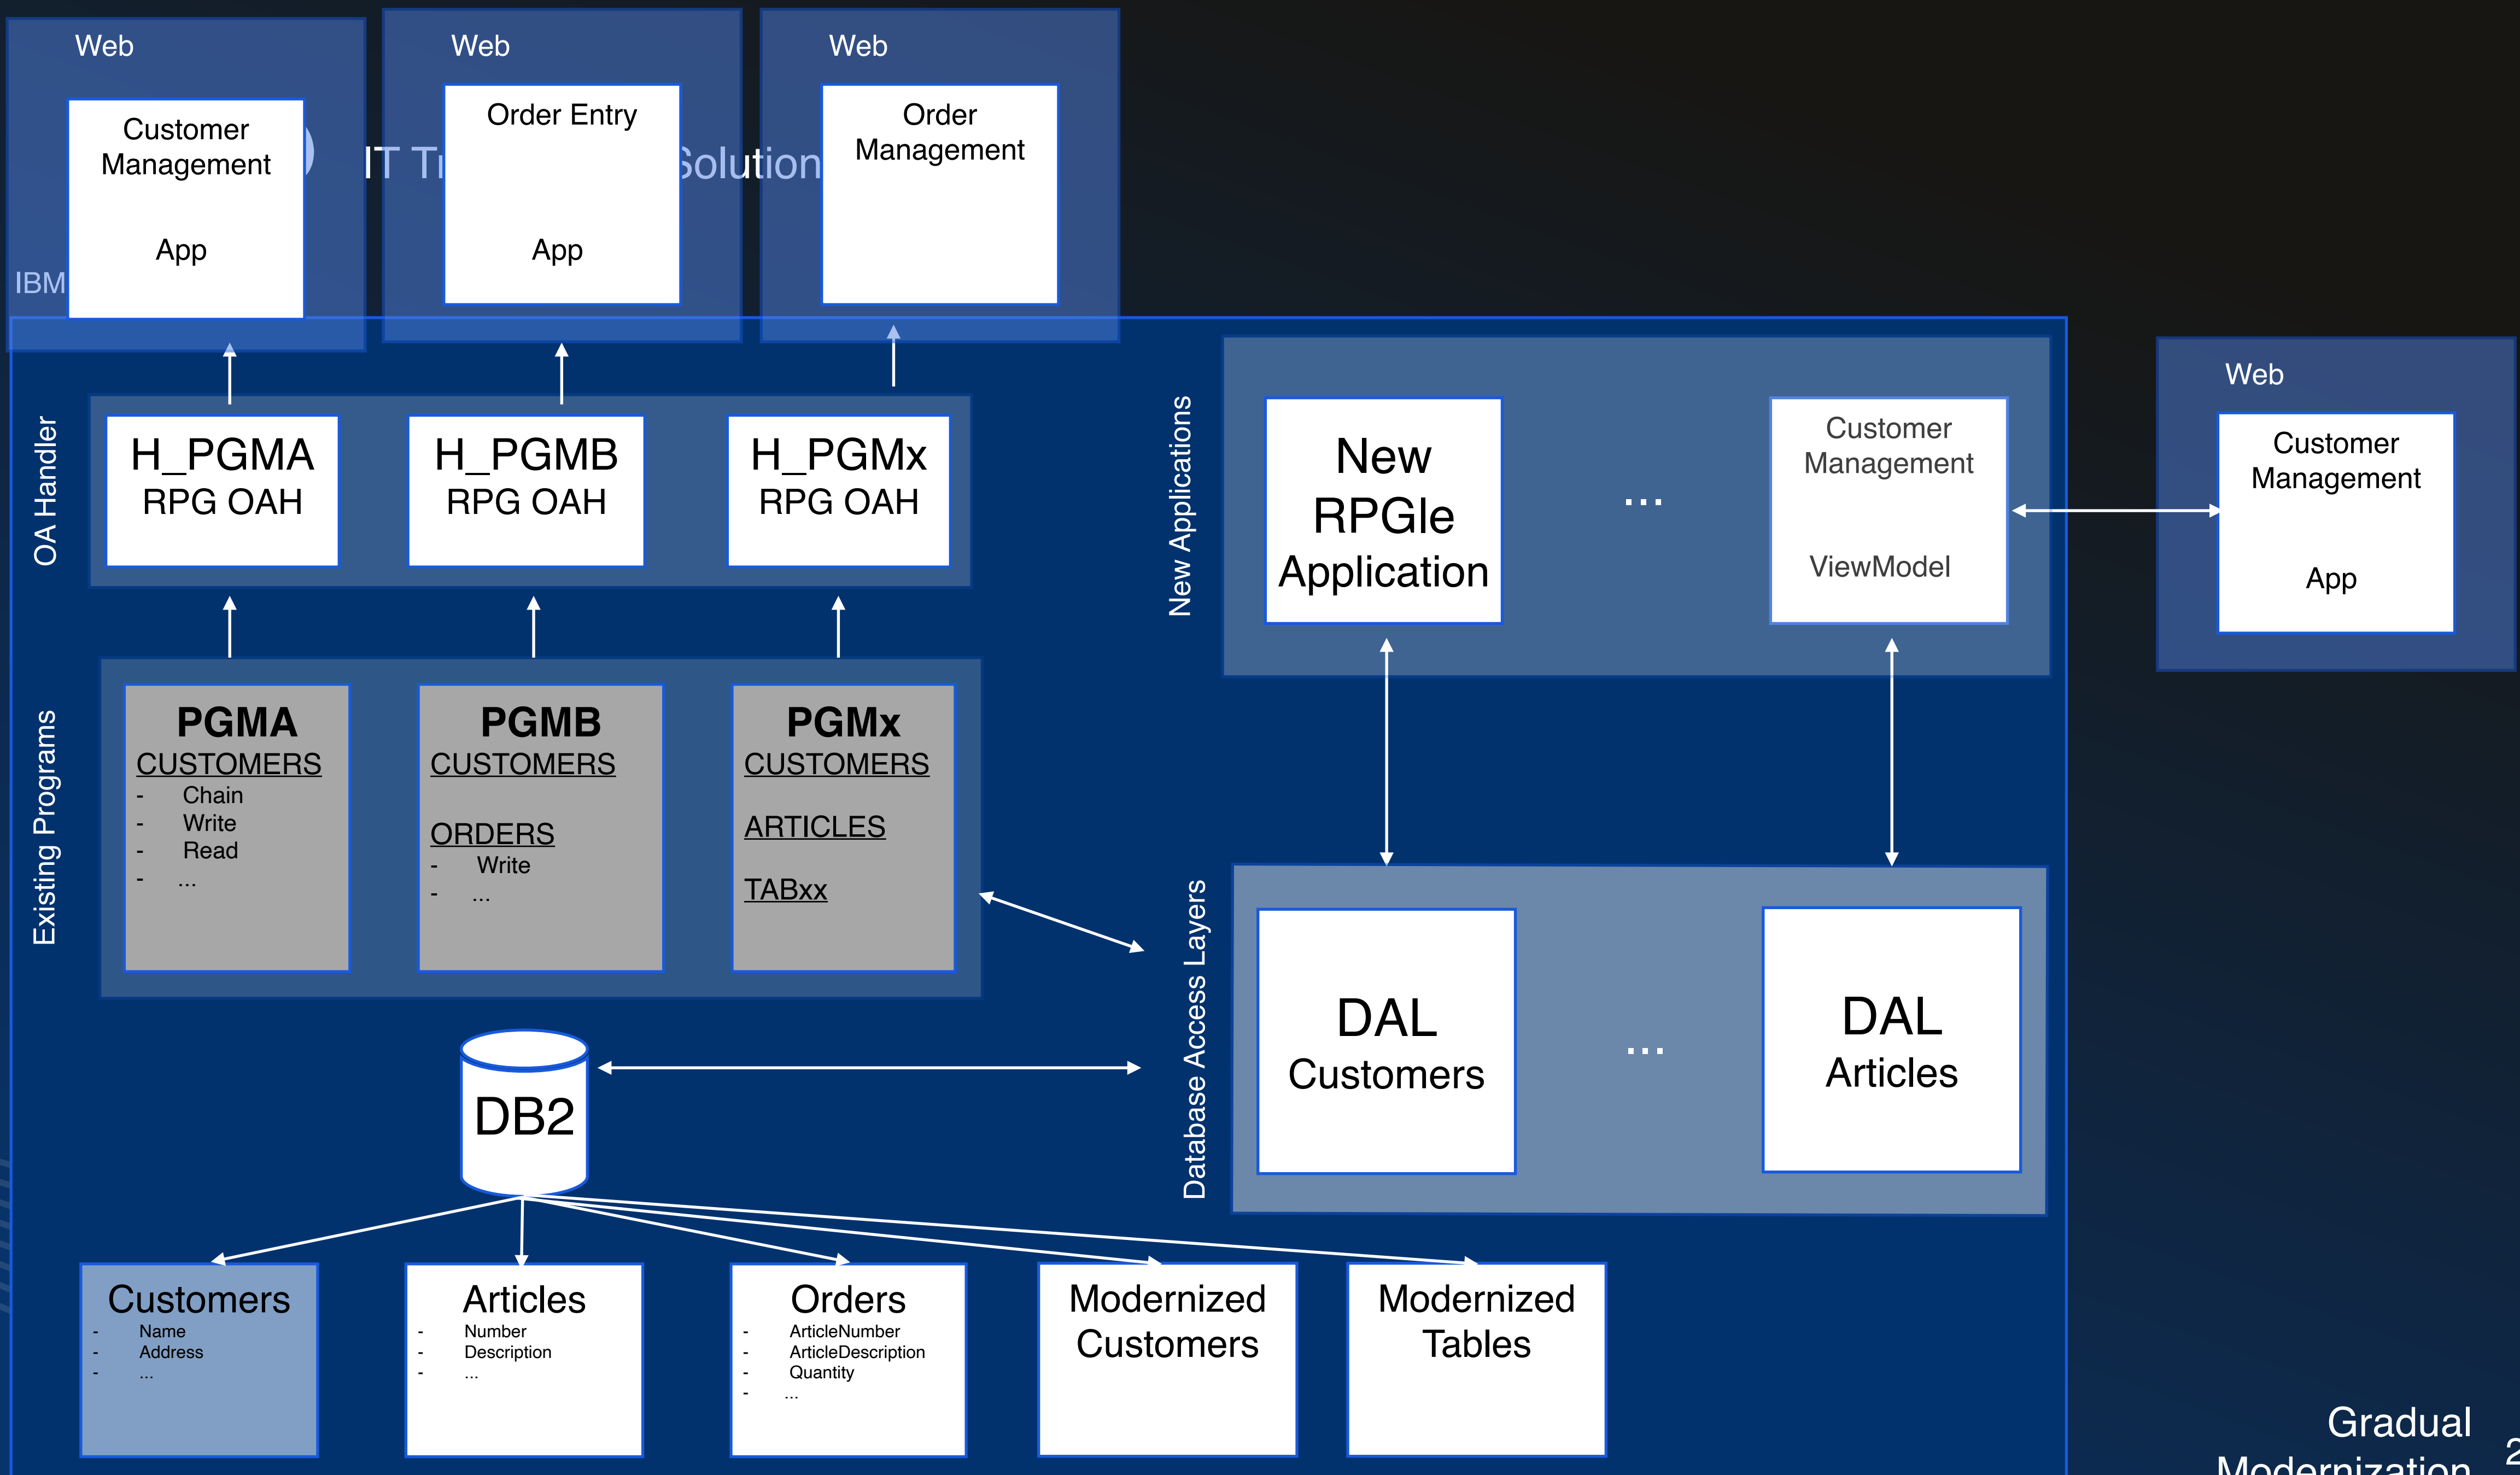 Web
Customer
Management
App
Web
Order Entry
App
Web
Order
Management
IT Tr
Solution
IBM
OA Handler
H_PGMA
RPG OAH
H_PGMB
RPG OAH
H_PGMx
RPG OAH
New Applications
New
RPGle
Application
...
Customer
Management
ViewModel
Web
Customer
Management
App
Existing Programs
PGMA
CUSTOMERS
- Chain
- Write
- Read
- ...
PGMB
CUSTOMERS
ORDERS
- Write
- ...
PGMx
CUSTOMERS
ARTICLES
TABxx
Database Access Layers
DAL
Customers
...
DAL
Articles
DB2
Customers
- Name
- Address
- ...
Articles
- Number
- Description
- ...
Orders
- ArticleNumber
- ArticleDescription
- Quantity
- ...
Modernized
Customers
Modernized
Tables
Gradual
Modernization